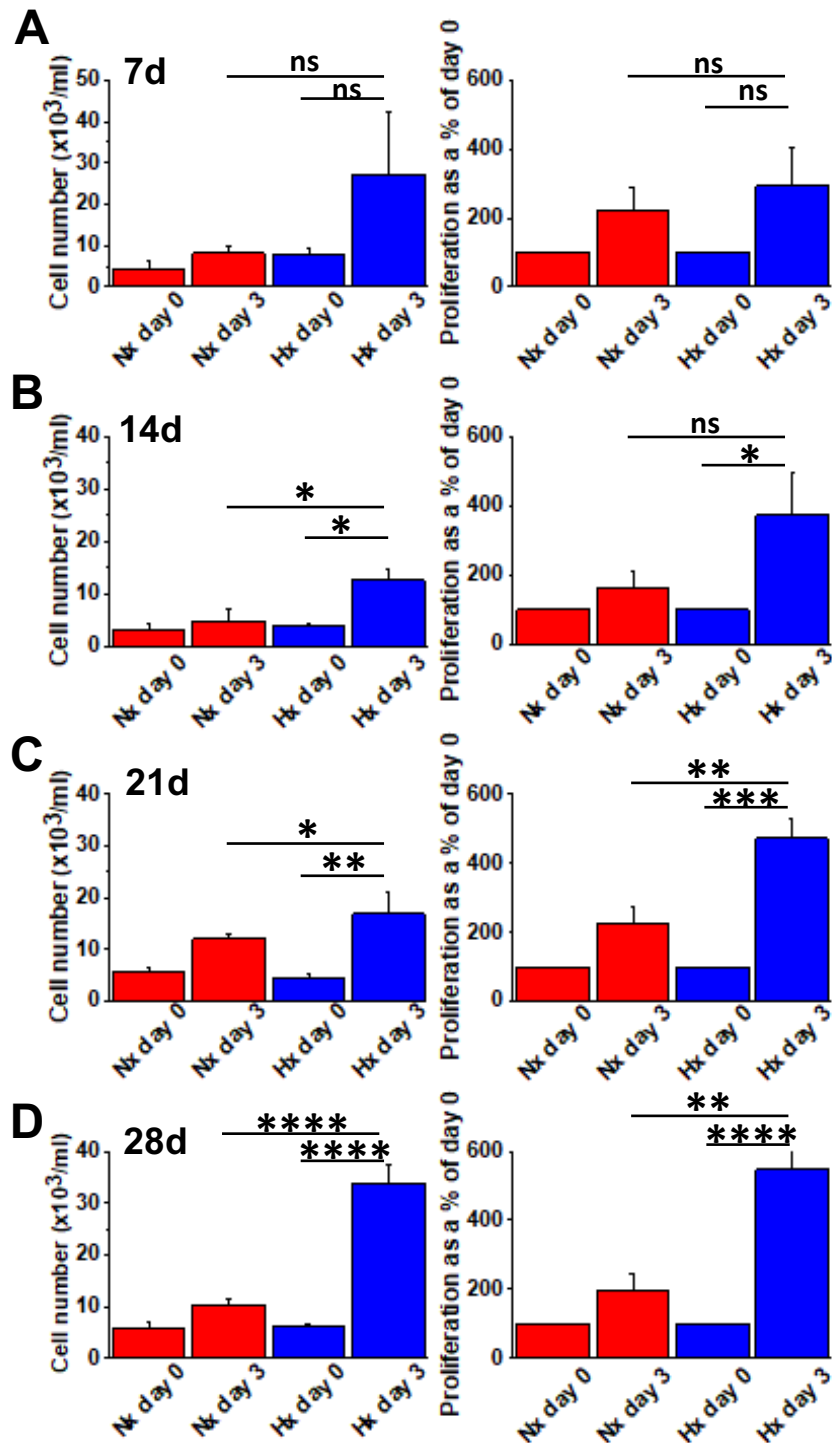 A
7d
Cell number (x10³/ml)
50
40
30
20
10
0
ns
ns
Nx day 0
Nx day 3
Hx day 0
Hx day 3
Proliferation as a % of day 0
600
400
200
0
ns
ns
Nx day 0
Nx day 3
Hx day 0
Hx day 3
B
14d
Cell number (x10³/ml)
40
30
20
10
0
*
*
Nx day 0
Nx day 3
Hx day 0
Hx day 3
Proliferation as a % of day 0
600
400
200
0
ns
*
Nx day 0
Nx day 3
Hx day 0
Hx day 3
C
21d
Cell number (x10³/ml)
40
30
20
10
0
*
**
Nx day 0
Nx day 3
Hx day 0
Hx day 3
Proliferation as a % of day 0
600
400
200
0
**
***
Nx day 0
Nx day 3
Hx day 0
Hx day 3
D
28d
Cell number (x10³/ml)
40
30
20
10
0
****
****
Nx day 0
Nx day 3
Hx day 0
Hx day 3
Proliferation as a % of day 0
600
400
200
0
**
****
Nx day 0
Nx day 3
Hx day 0
Hx day 3